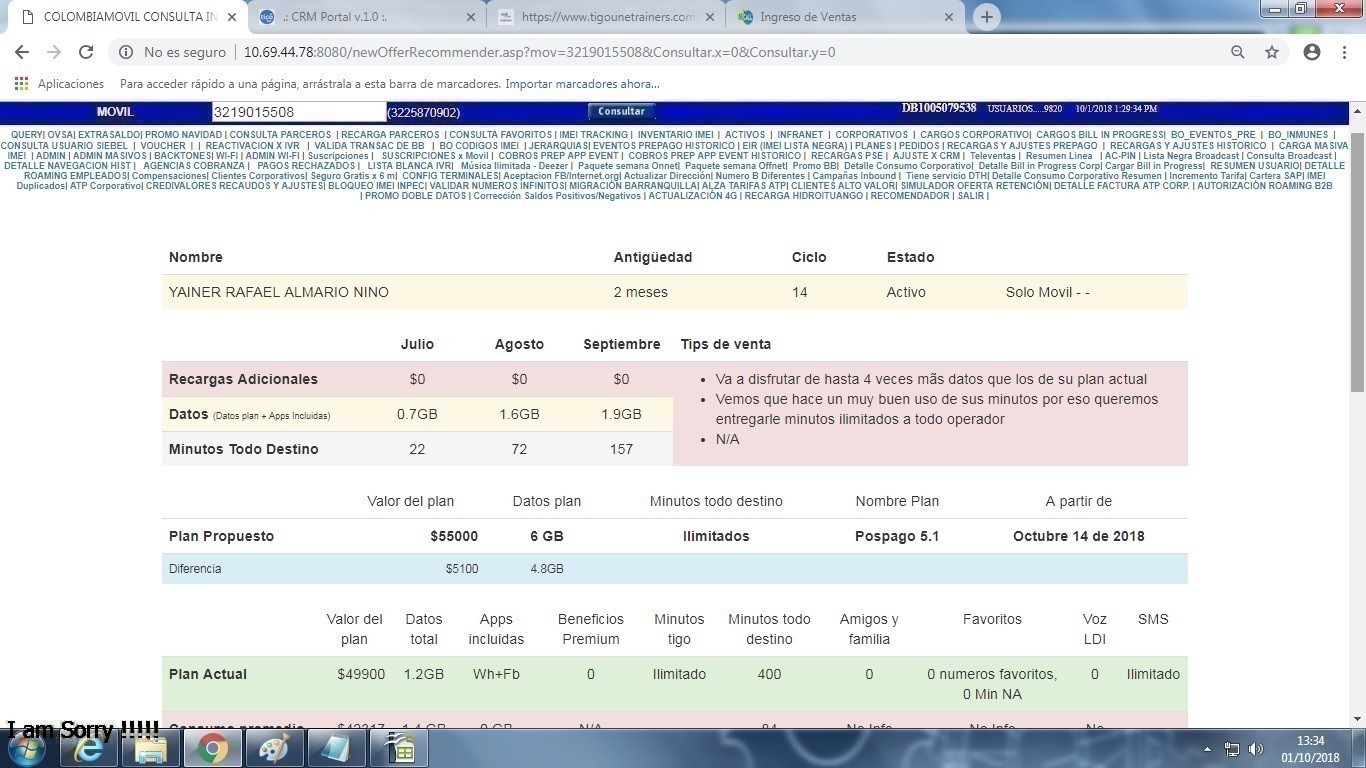 COLOMBIAMOVIL CONSULTA IN
.: CRM Portal v.1.0 :.
https://www.tigounetrainers.com
Ingreso de Ventas
No es seguro
10.69.44.78:8080/newOfferRecommender.asp?mov=3219015508&Consultar.x=0&Consultar.y=0
Aplicaciones
Para acceder rápido a una página, arrástrala a esta barra de marcadores. Importar marcadores ahora...
MOVIL 3219015508 (3225870902) Consultar DB1005079538 USUARIOS.....9820 10/1/2018 1:29:34 PM
QUERY| OVSA| EXTRASALDO| PROMO NAVIDAD | CONSULTA PARCEROS | RECARGA PARCEROS | CONSULTA FAVORITOS | IMEI TRACKING | INVENTARIO IMEI | ACTIVOS | INFRANET | CORPORATIVOS | CARGOS CORPORATIVO| CARGOS BILL IN PROGRESS| BO_EVENTOS_PRE | BO_INMUNES |
CONSULTA USUARIO SIEBEL | VOUCHER | | REACTIVACION X IVR | VALIDA TRANSAC DE BB | BO CODIGOS IMEI | JERARQUIAS| EVENTOS PREPAGO HISTORICO | EIR (IMEI LISTA NEGRA) | PLANES | PEDIDOS | RECARGAS Y AJUSTES PREPAGO | RECARGAS Y AJUSTES HISTORICO | CARGA MASIVA
IMEI | ADMIN | ADMIN MASIVOS | BACKTONES| WI-FI | ADMIN WI-FI | Suscripciones | SUSCRIPCIONES x Movil | COBROS PREP APP EVENT | COBROS PREP APP EVENT HISTORICO | RECARGAS PSE | AJUSTE X CRM | Televentas | Resumen Linea | AC-PIN | Lista Negra Broadcast | Consulta Broadcast |
DETALLE NAVEGACION HIST | AGENCIAS COBRANZA | PAGOS RECHAZADOS | LISTA BLANCA IVR| Música Ilimitada - Deezer | Paquete semana Onnet| Paquete semana Offnet| Promo BB| Detalle Consumo Corporativo| Detalle Bill in Progress Corp| Cargar Bill in Progress| RESUMEN USUARIO| DETALLE
ROAMING EMPLEADOS| Compensaciones| Clientes Corporativos| Seguro Gratis x 6 m| CONFIG TERMINALES| Aceptacion FB/Internet.org| Actualizar Dirección| Numero B Diferentes | Campañas Inbound | Tiene servicio DTH| Detalle Consumo Corporativo Resumen | Incremento Tarifa| Cartera SAP| IMEI
Duplicados| ATP Corporativo| CREDIVALORES RECAUDOS Y AJUSTES| BLOQUEO IMEI INPEC| VALIDAR NUMEROS INFINITOS| MIGRACIÓN BARRANQUILLA| ALZA TARIFAS ATP| CLIENTES ALTO VALOR| SIMULADOR OFERTA RETENCIÓN| DETALLE FACTURA ATP CORP. | AUTORIZACIÓN ROAMING B2B
| PROMO DOBLE DATOS | Corrección Saldos Positivos/Negativos | ACTUALIZACIÓN 4G | RECARGA HIDROITUANGO | RECOMENDADOR | SALIR |
Nombre Antigüedad Ciclo Estado
YAINER RAFAEL ALMARIO NINO 2 meses 14 Activo Solo Movil - -
Julio Agosto Septiembre Tips de venta
Recargas Adicionales $0 $0 $0
Datos (Datos plan + Apps Incluidas) 0.7GB 1.6GB 1.9GB
Minutos Todo Destino 22 72 157
• Va a disfrutar de hasta 4 veces mãs datos que los de su plan actual
• Vemos que hace un muy buen uso de sus minutos por eso queremos
entregarle minutos ilimitados a todo operador
• N/A
Valor del plan Datos plan Minutos todo destino Nombre Plan A partir de
Plan Propuesto $55000 6 GB Ilimitados Pospago 5.1 Octubre 14 de 2018
Diferencia $5100 4.8GB
Valor del Datos Apps Beneficios Minutos Minutos todo Amigos y Favoritos Voz SMS
plan total incluidas Premium tigo destino familia LDI
Plan Actual $49900 1.2GB Wh+Fb 0 Ilimitado 400 0 0 numeros favoritos, 0 Ilimitado
0 Min NA
Consumo promedio $42317 1.4 GB 0 GB N/A 84 No Info No Info No
I am Sorry !!!!!
13:34
01/10/2018